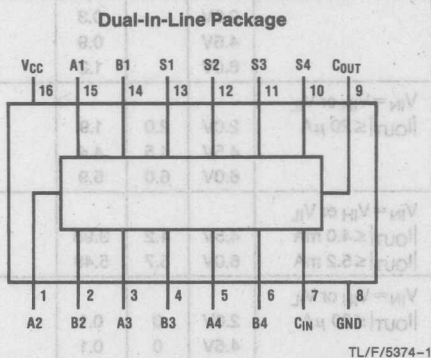 Dual-In-Line Package
VCC A1 B1 S1 S2 S3 S4 COUT
16 15 14 13 12 11 10 9
1 2 3 4 5 6 7 8
A2 B2 A3 B3 A4 B4 CIN GND
TL/F/5374-1